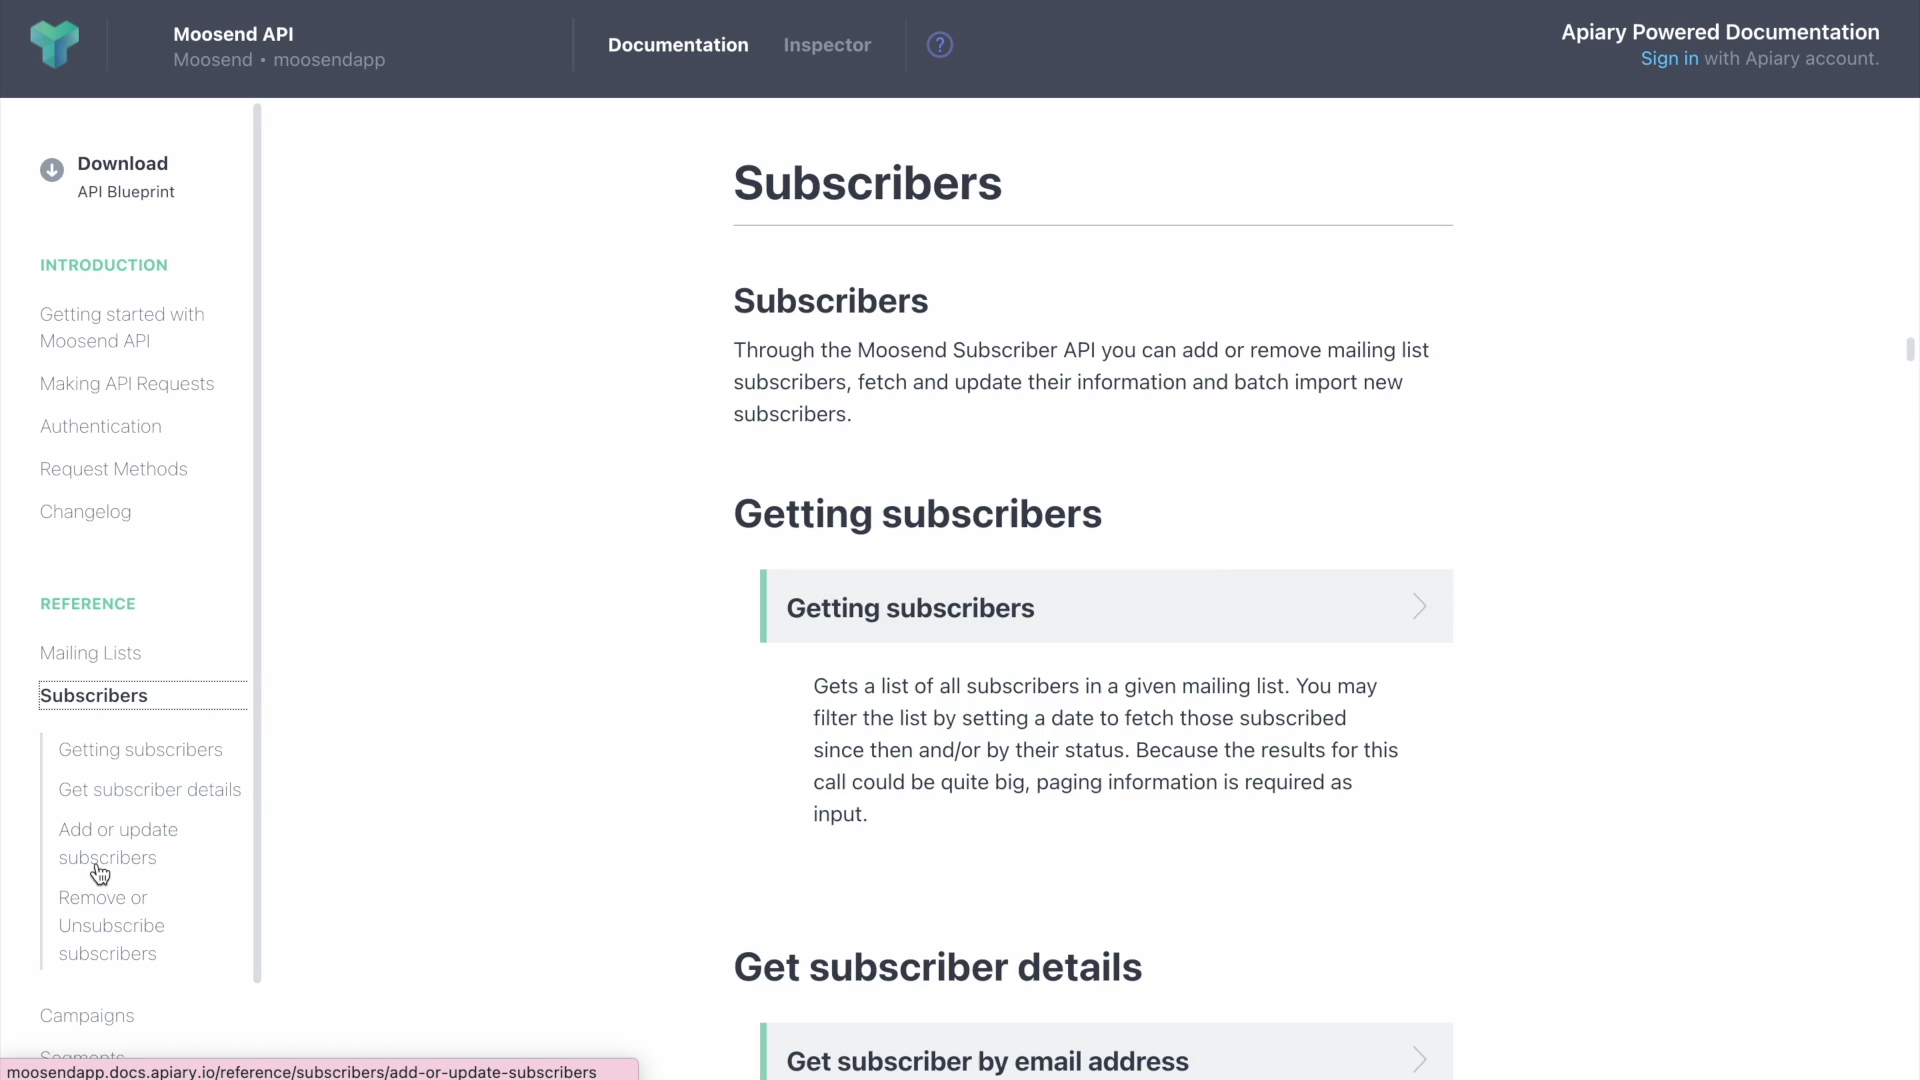 Moosend API
Moosend • moosendapp
Documentation
Inspector
?
Apiary Powered Documentation
Sign in with Apiary account.
Download
API Blueprint
INTRODUCTION
Getting started with
Moosend API
Making API Requests
Authentication
Request Methods
Changelog
REFERENCE
Mailing Lists
Subscribers
Getting subscribers
Get subscriber details
Add or update
subscribers
Remove or
Unsubscribe
subscribers
Campaigns
Segments
moosendapp.docs.apiary.io/reference/subscribers/add-or-update-subscribers
Subscribers
Subscribers
Through the Moosend Subscriber API you can add or remove mailing list
subscribers, fetch and update their information and batch import new
subscribers.
Getting subscribers
Getting subscribers
Gets a list of all subscribers in a given mailing list. You may
filter the list by setting a date to fetch those subscribed
since then and/or by their status. Because the results for this
call could be quite big, paging information is required as
input.
Get subscriber details
Get subscriber by email address